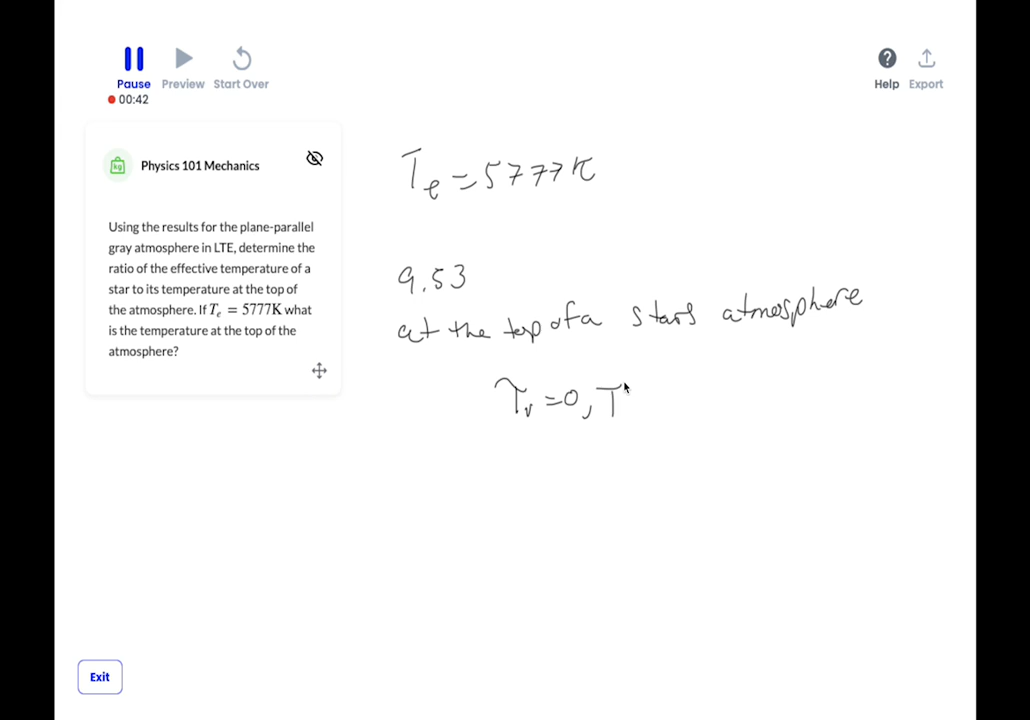 Pause Preview Start Over
00:42
Help Export
kg Physics 101 Mechanics
Using the results for the plane-parallel
gray atmosphere in LTE, determine the
ratio of the effective temperature of a
star to its temperature at the top of
the atmosphere. If Tₑ = 5777K what
is the temperature at the top of the
atmosphere?
Tₑ = 5777K
9.53
at the top of a stars atmosphere
τᵥ = 0, T
Exit